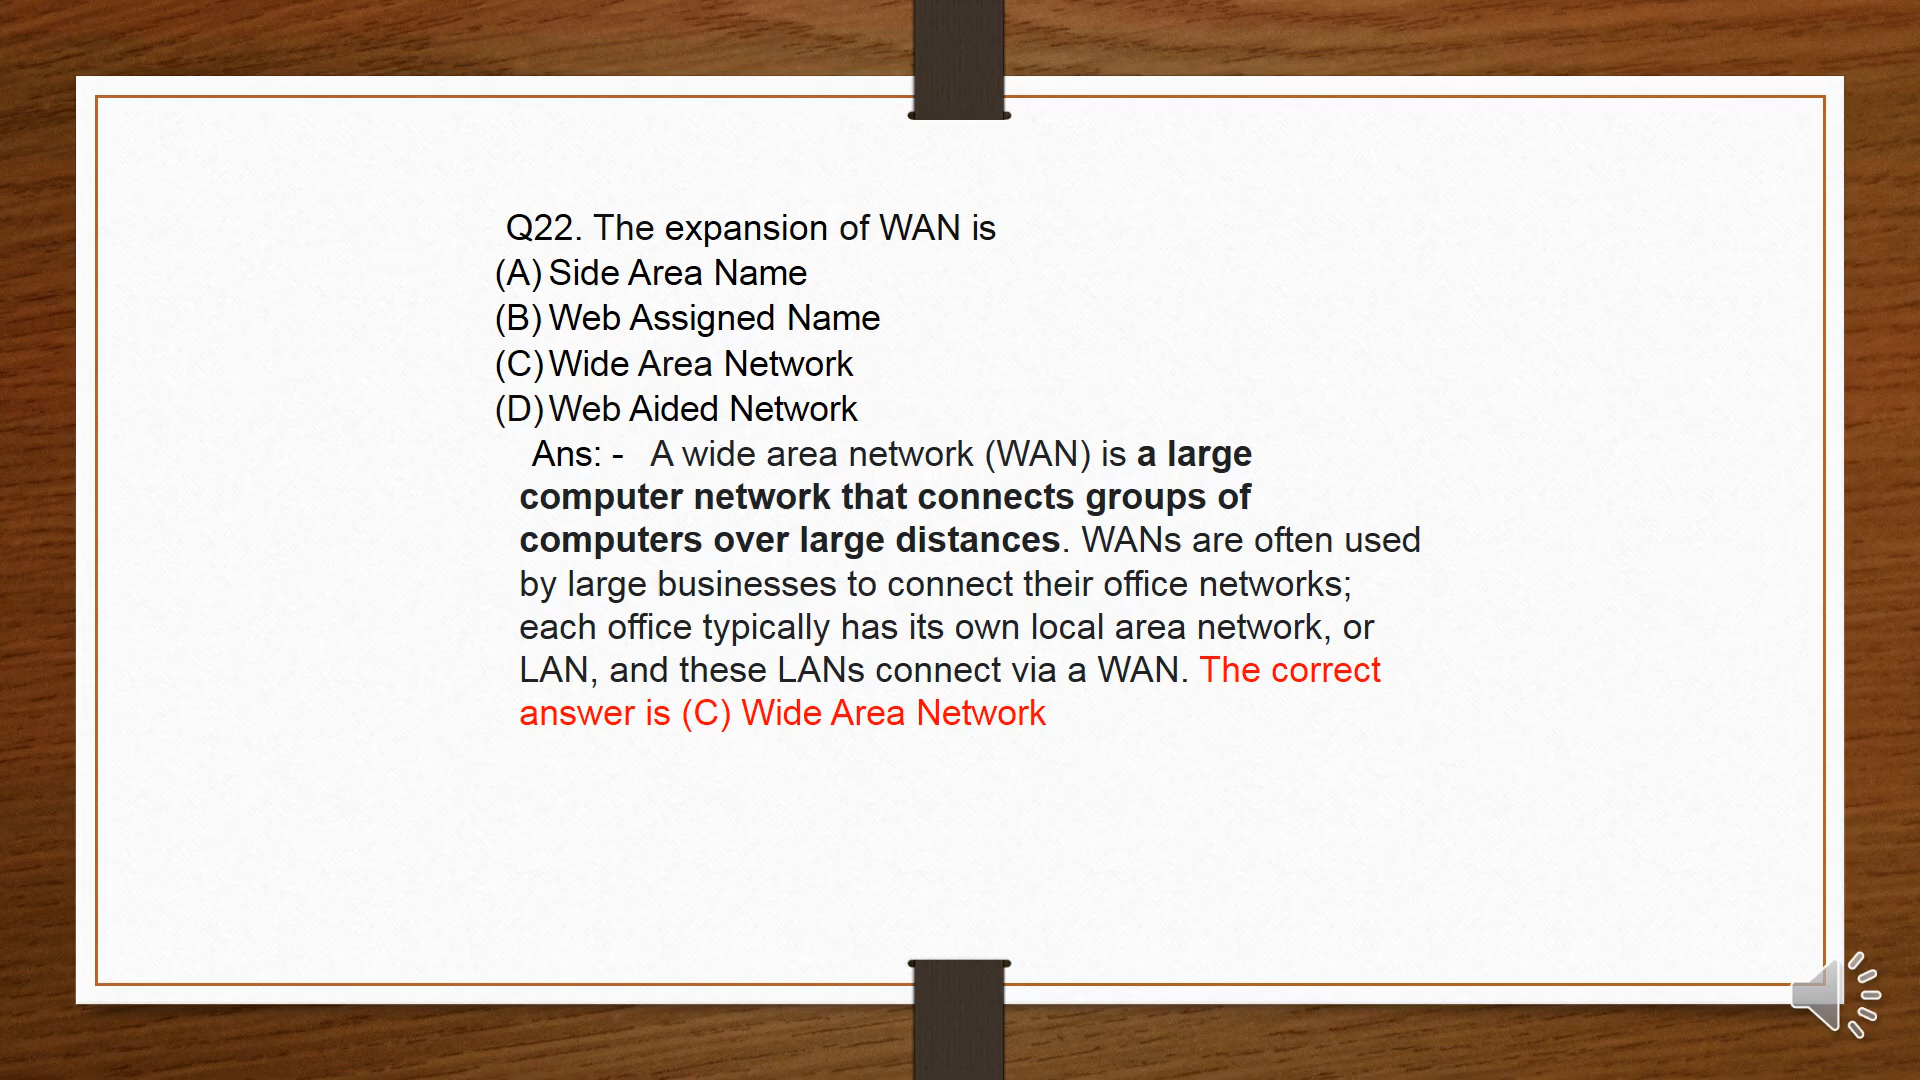 Q22. The expansion of WAN is
(A) Side Area Name
(B) Web Assigned Name
(C) Wide Area Network
(D) Web Aided Network
Ans: - A wide area network (WAN) is a large
computer network that connects groups of
computers over large distances. WANs are often used
by large businesses to connect their office networks;
each office typically has its own local area network, or
LAN, and these LANs connect via a WAN. The correct
answer is (C) Wide Area Network